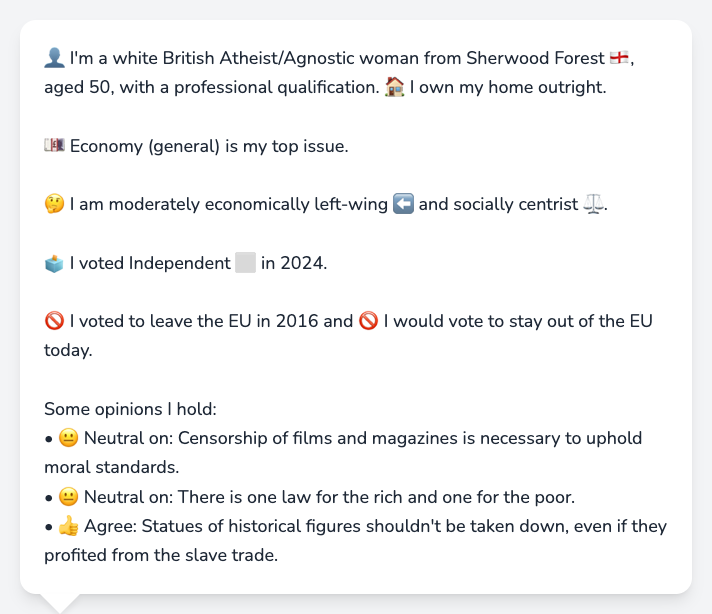 👤 I'm a white British Atheist/Agnostic woman from Sherwood Forest 🏴󠁧󠁢󠁥󠁮󠁧󠁿,
aged 50, with a professional qualification. 🏠 I own my home outright.
💷 Economy (general) is my top issue.
🤔 I am moderately economically left-wing ⬅️ and socially centrist ⚖️.
🗳️ I voted Independent ⬜ in 2024.
🚫 I voted to leave the EU in 2016 and 🚫 I would vote to stay out of the EU
today.
Some opinions I hold:
• 😐 Neutral on: Censorship of films and magazines is necessary to uphold
moral standards.
• 😐 Neutral on: There is one law for the rich and one for the poor.
• 👍 Agree: Statues of historical figures shouldn't be taken down, even if they
profited from the slave trade.